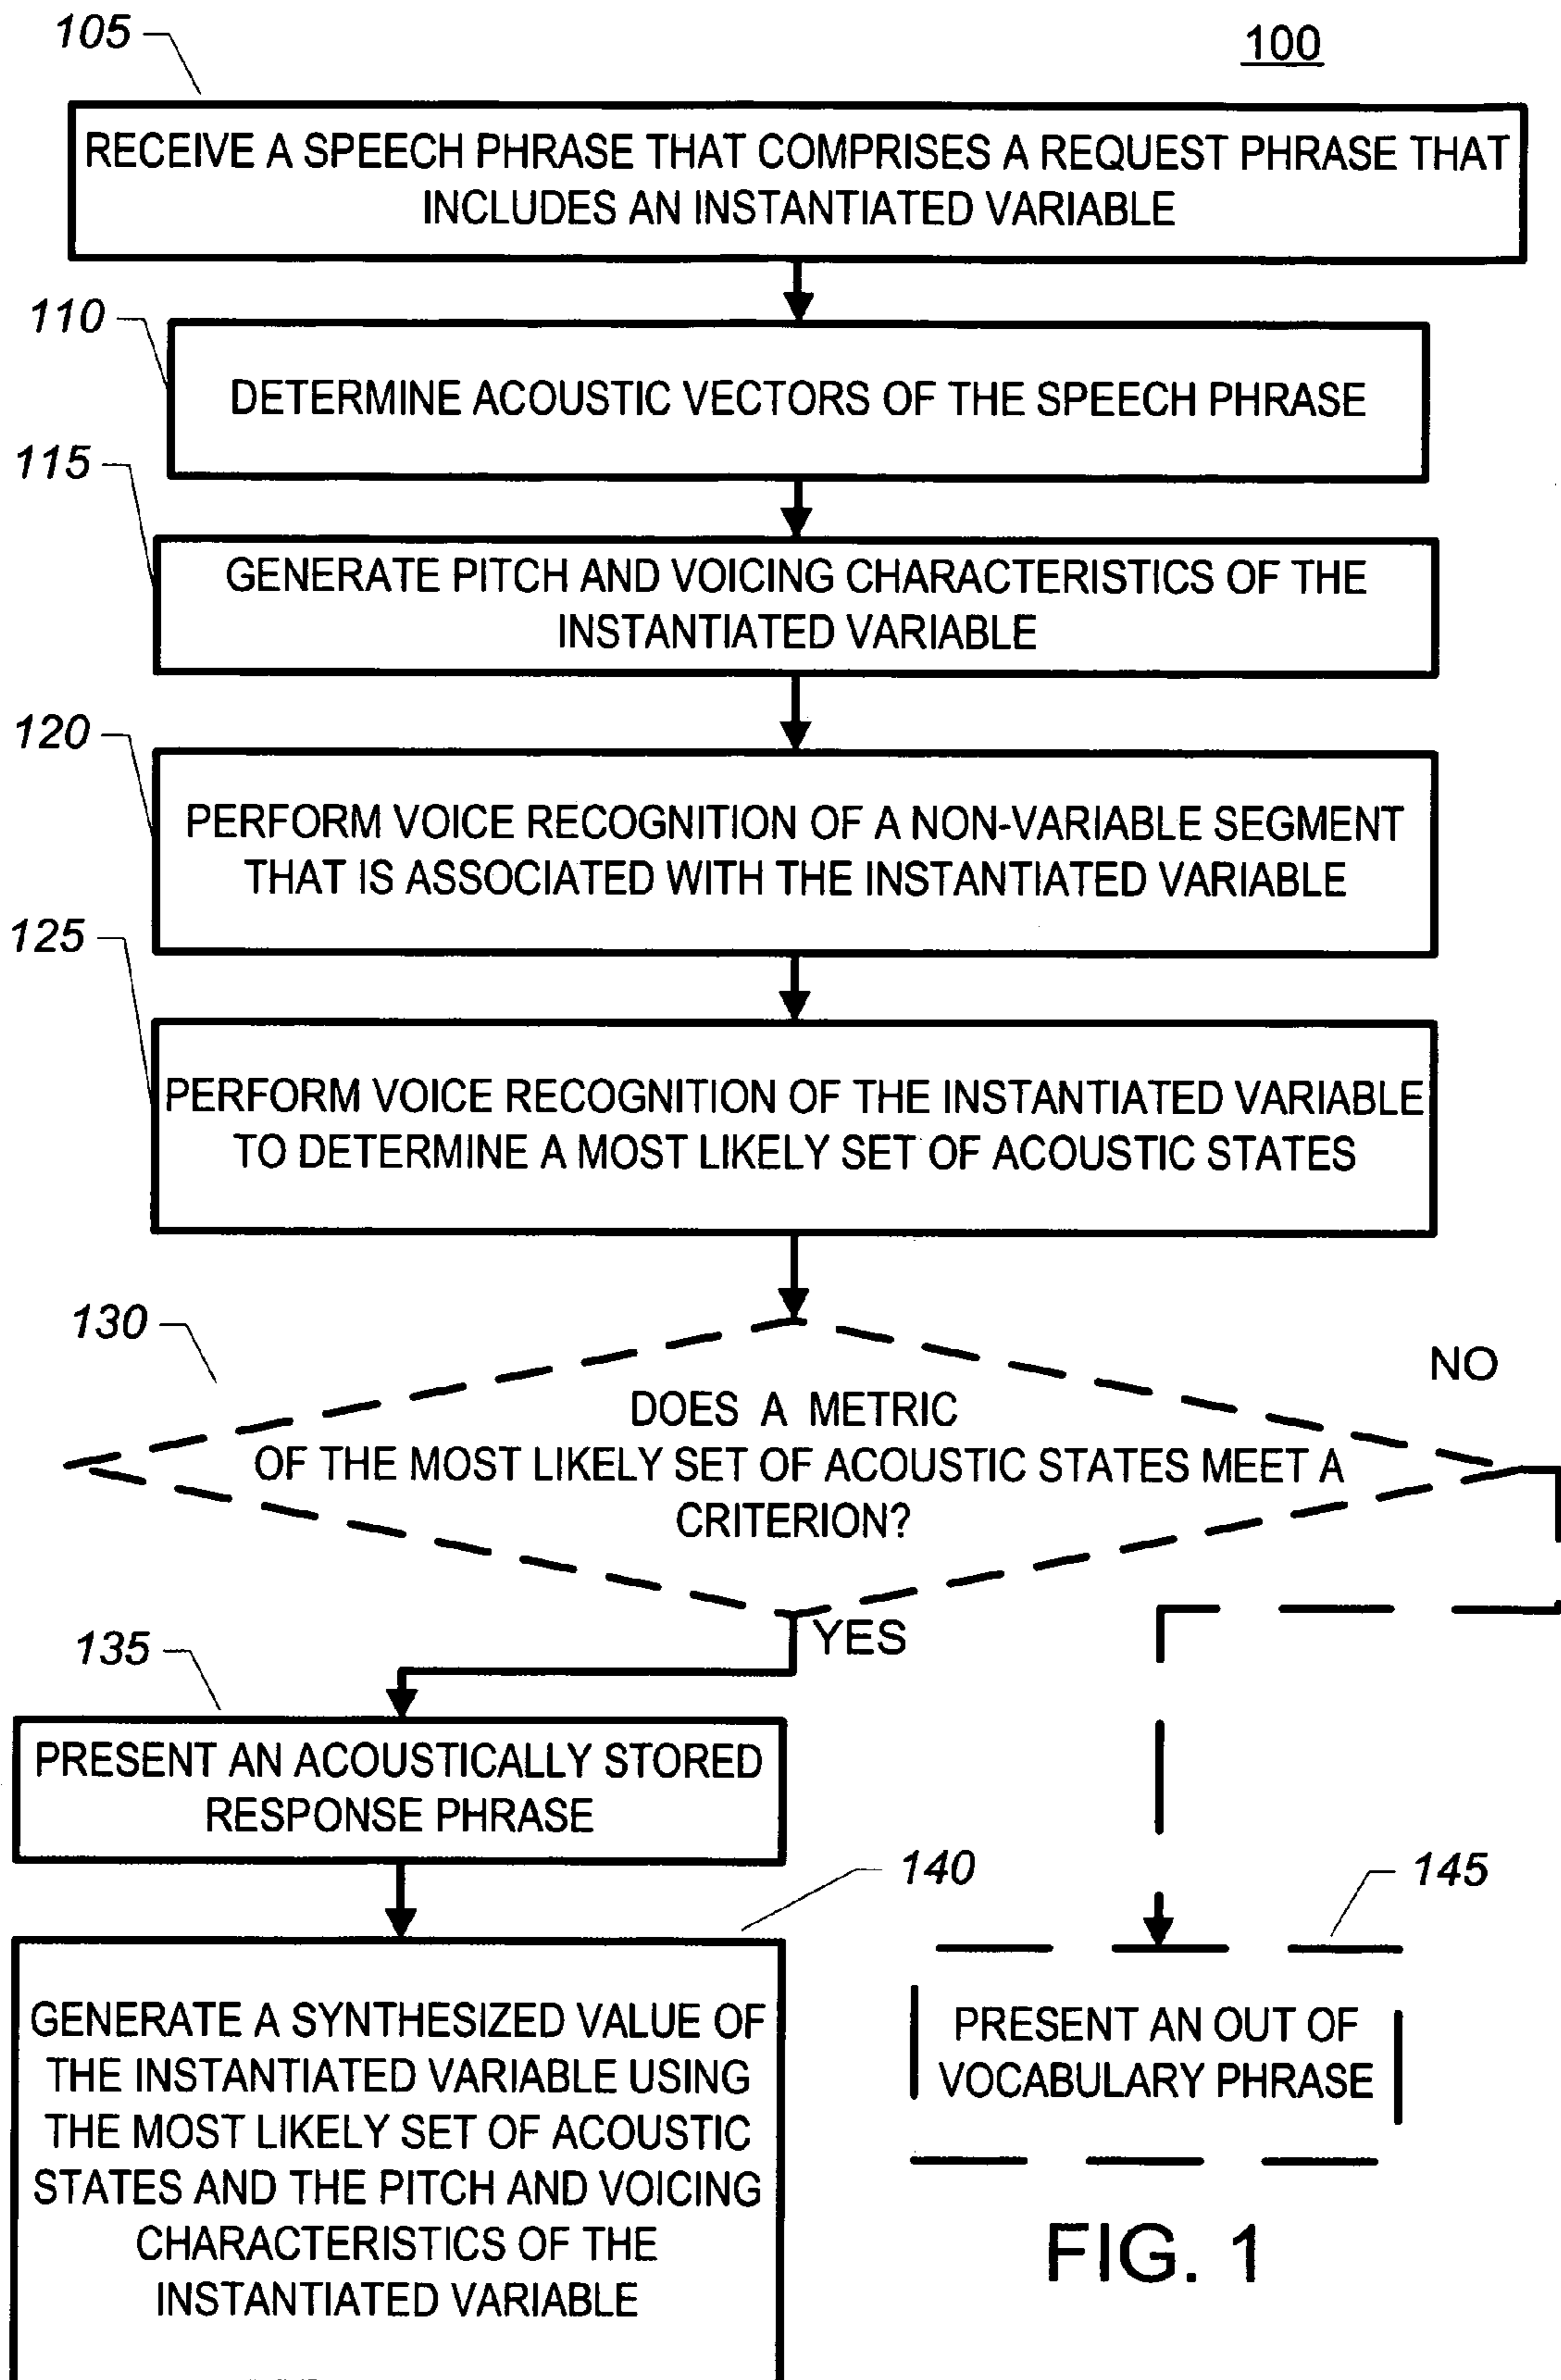 105
100
RECEIVE A SPEECH PHRASE THAT COMPRISES A REQUEST PHRASE THAT
INCLUDES AN INSTANTIATED VARIABLE
110
DETERMINE ACOUSTIC VECTORS OF THE SPEECH PHRASE
115
GENERATE PITCH AND VOICING CHARACTERISTICS OF THE
INSTANTIATED VARIABLE
120
PERFORM VOICE RECOGNITION OF A NON-VARIABLE SEGMENT
THAT IS ASSOCIATED WITH THE INSTANTIATED VARIABLE
125
PERFORM VOICE RECOGNITION OF THE INSTANTIATED VARIABLE
TO DETERMINE A MOST LIKELY SET OF ACOUSTIC STATES
130
NO
DOES A METRIC
OF THE MOST LIKELY SET OF ACOUSTIC STATES MEET A
CRITERION?
YES
135
PRESENT AN ACOUSTICALLY STORED
RESPONSE PHRASE
140
145
GENERATE A SYNTHESIZED VALUE OF
THE INSTANTIATED VARIABLE USING
THE MOST LIKELY SET OF ACOUSTIC
STATES AND THE PITCH AND VOICING
CHARACTERISTICS OF THE
INSTANTIATED VARIABLE
PRESENT AN OUT OF
VOCABULARY PHRASE
FIG. 1